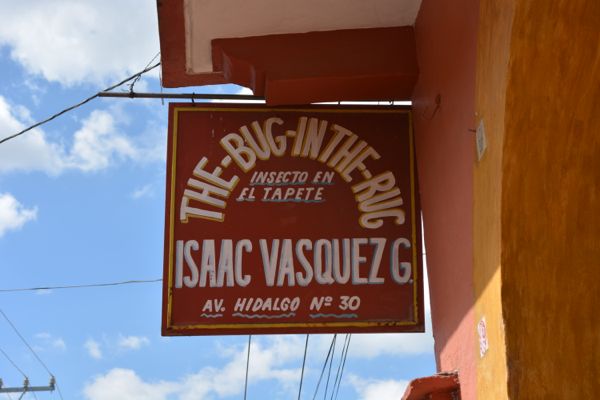 THE-BUG-IN-THE-RUG
INSECTO EN
EL TAPETE
ISAAC VASQUEZ G.
AV. HIDALGO Nº 30